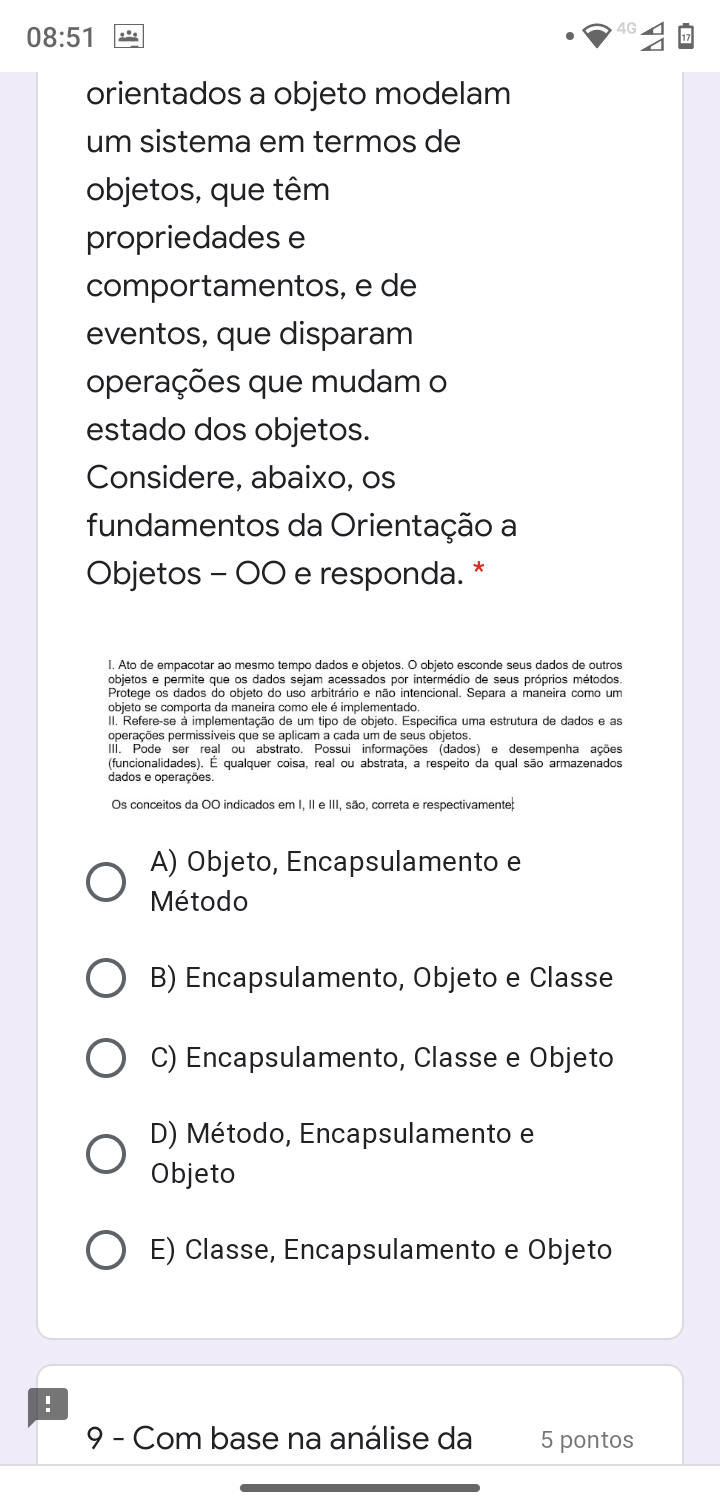 08:51
4G
17
orientados a objeto modelam
um sistema em termos de
objetos, que têm
propriedades e
comportamentos, e de
eventos, que disparam
operações que mudam o
estado dos objetos.
Considere, abaixo, os
fundamentos da Orientação a
Objetos – OO e responda. *
I. Ato de empacotar ao mesmo tempo dados e objetos. O objeto esconde seus dados de outros
objetos e permite que os dados sejam acessados por intermédio de seus próprios métodos.
Protege os dados do objeto do uso arbitrário e não intencional. Separa a maneira como um
objeto se comporta da maneira como ele é implementado.
II. Refere-se à implementação de um tipo de objeto. Especifica uma estrutura de dados e as
operações permissíveis que se aplicam a cada um de seus objetos.
III. Pode ser real ou abstrato. Possui informações (dados) e desempenha ações
(funcionalidades). É qualquer coisa, real ou abstrata, a respeito da qual são armazenados
dados e operações.
Os conceitos da OO indicados em I, II e III, são, correta e respectivamente:
A) Objeto, Encapsulamento e
Método
B) Encapsulamento, Objeto e Classe
C) Encapsulamento, Classe e Objeto
D) Método, Encapsulamento e
Objeto
E) Classe, Encapsulamento e Objeto
9 - Com base na análise da
5 pontos